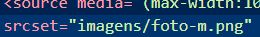 <source media="(max-width:10
srcset="imagens/foto-m.png"